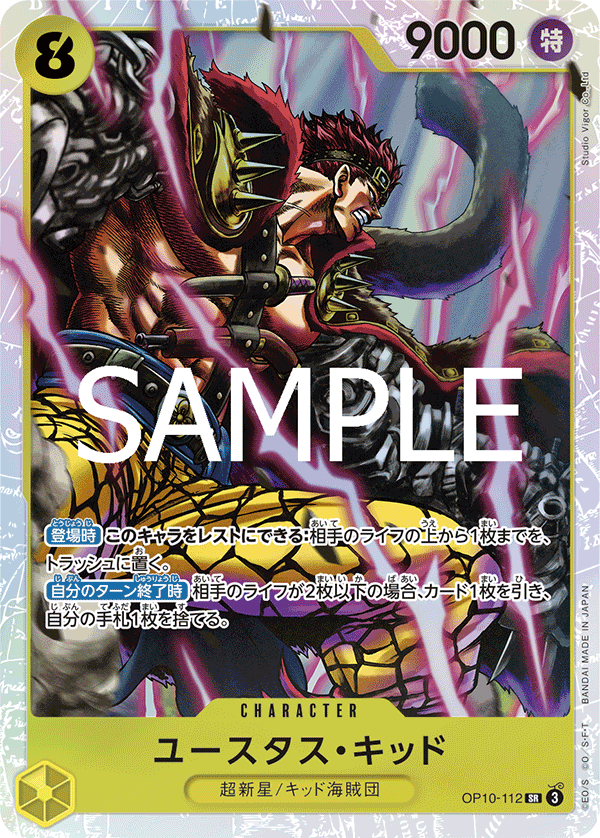 8
9000 特
Studio Vigor Co.,Ltd
SAMPLE
登場時 このキャラをレストにできる:相手のライフの上から1枚までを、
トラッシュに置く。
自分のターン終了時 相手のライフが2枚以下の場合、カード1枚を引き、
自分の手札1枚を捨てる。
©E/S ©O/S・F・T BANDAI MADE IN JAPAN
CHARACTER
ユースタス・キッド
超新星/キッド海賊団
OP10-112 SR 3